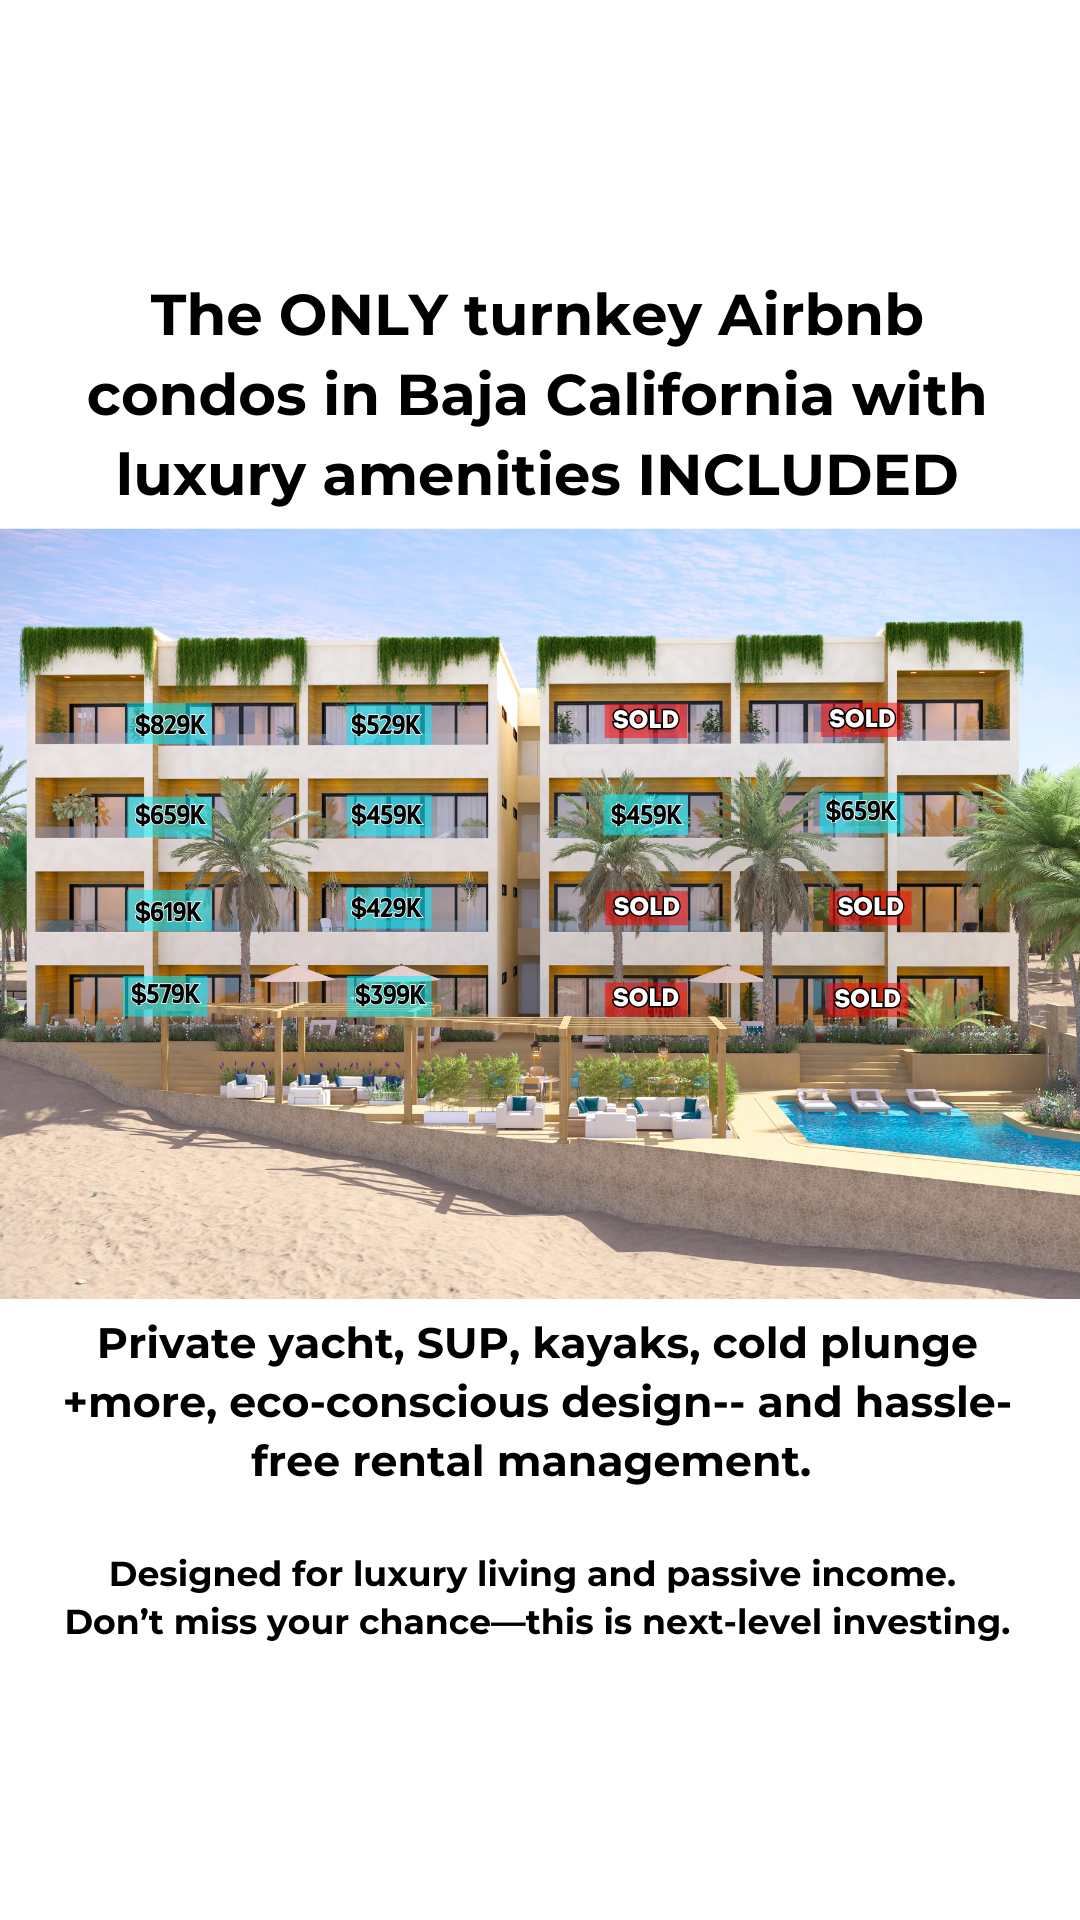 The ONLY turnkey Airbnb
condos in Baja California with
luxury amenities INCLUDED
$829K $529K SOLD SOLD
$659K $459K $459K $659K
$619K $429K SOLD SOLD
$579K $399K SOLD SOLD
Private yacht, SUP, kayaks, cold plunge
+more, eco-conscious design-- and hassle-
free rental management.
Designed for luxury living and passive income.
Don’t miss your chance—this is next-level investing.